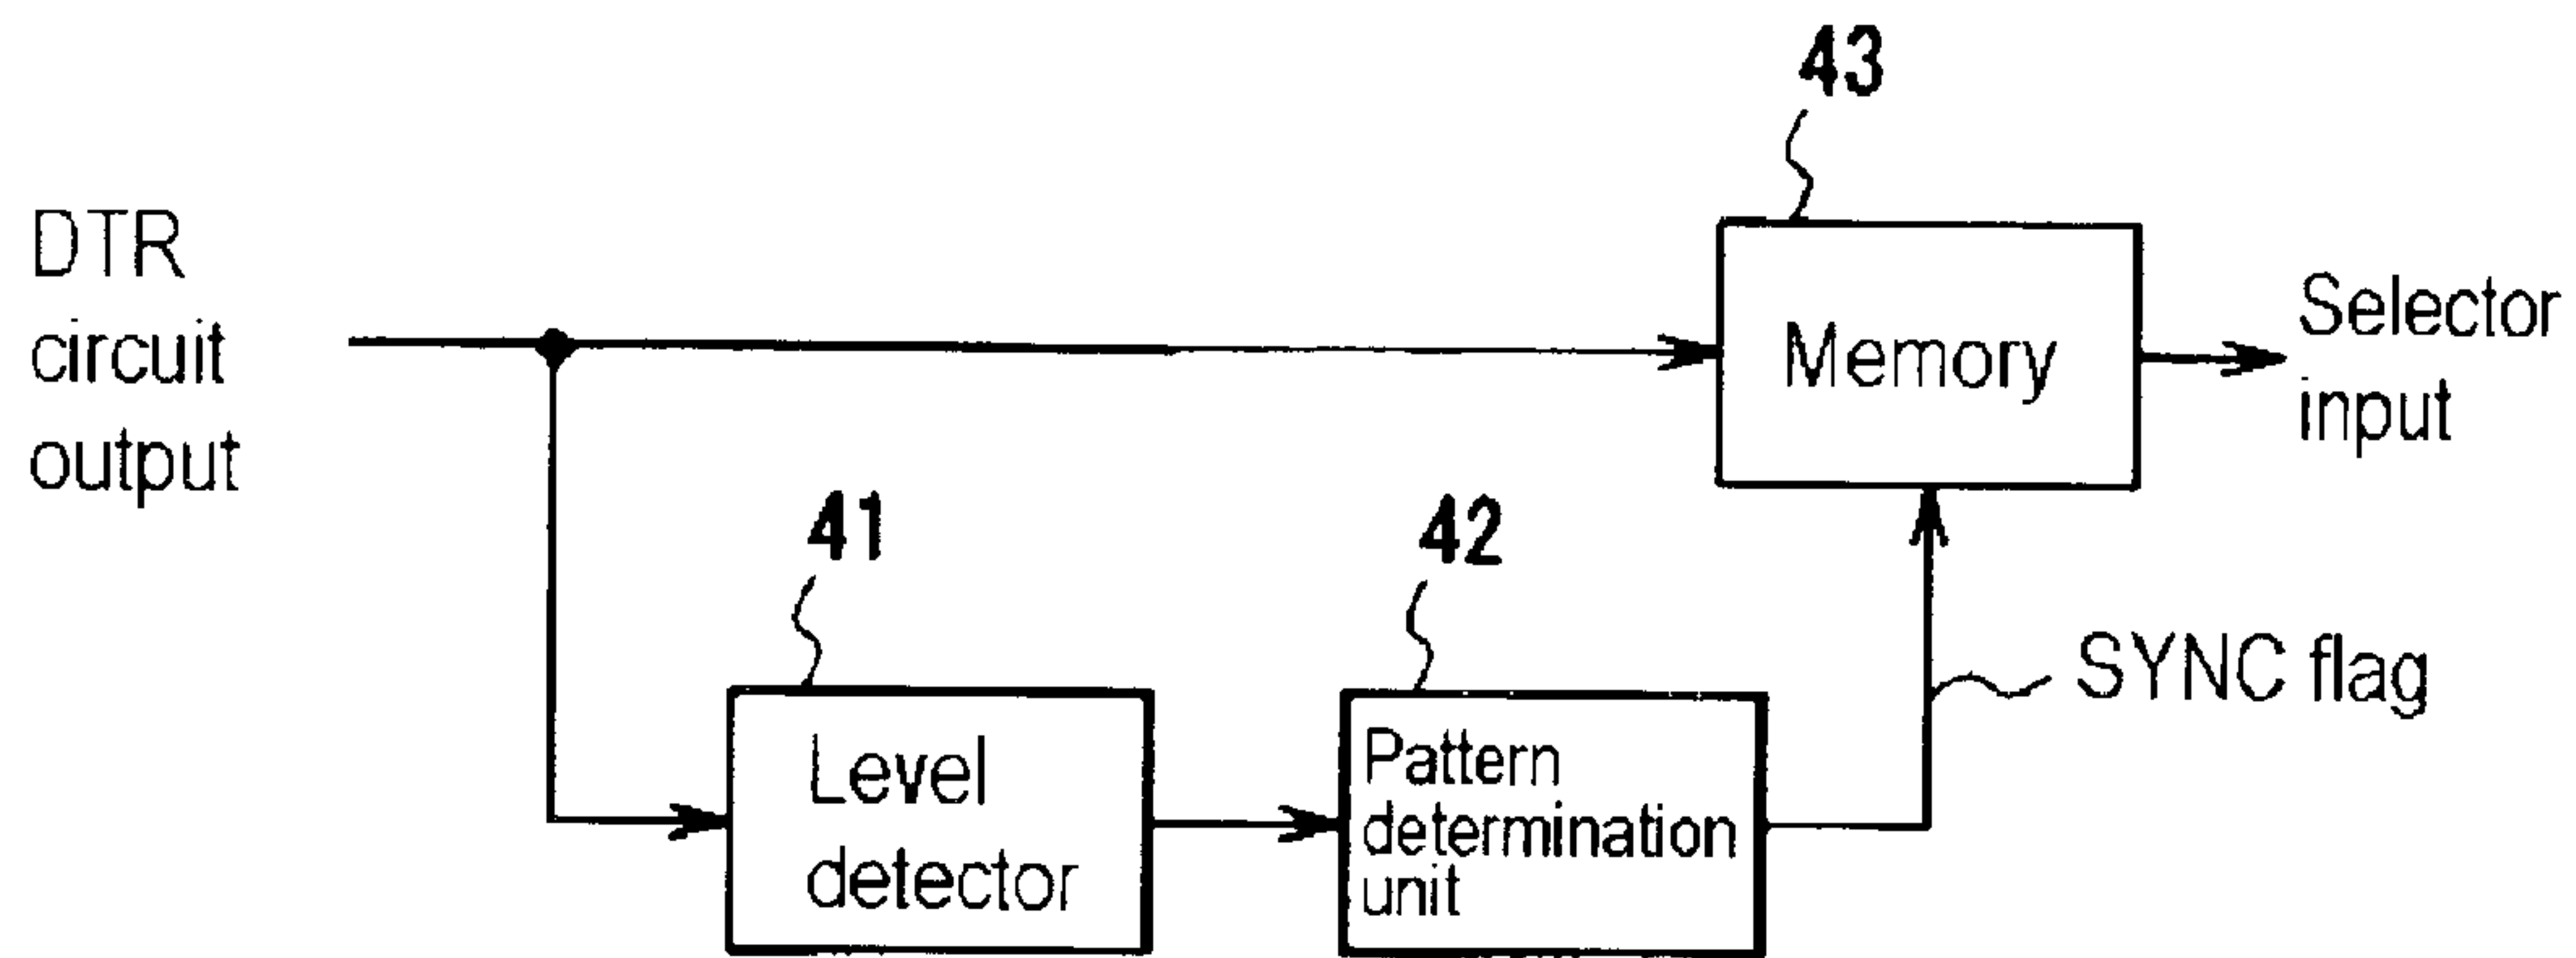 43
DTR
circuit
output
Memory
Selector
input
41
42
SYNC flag
Level
detector
Pattern
determination
unit